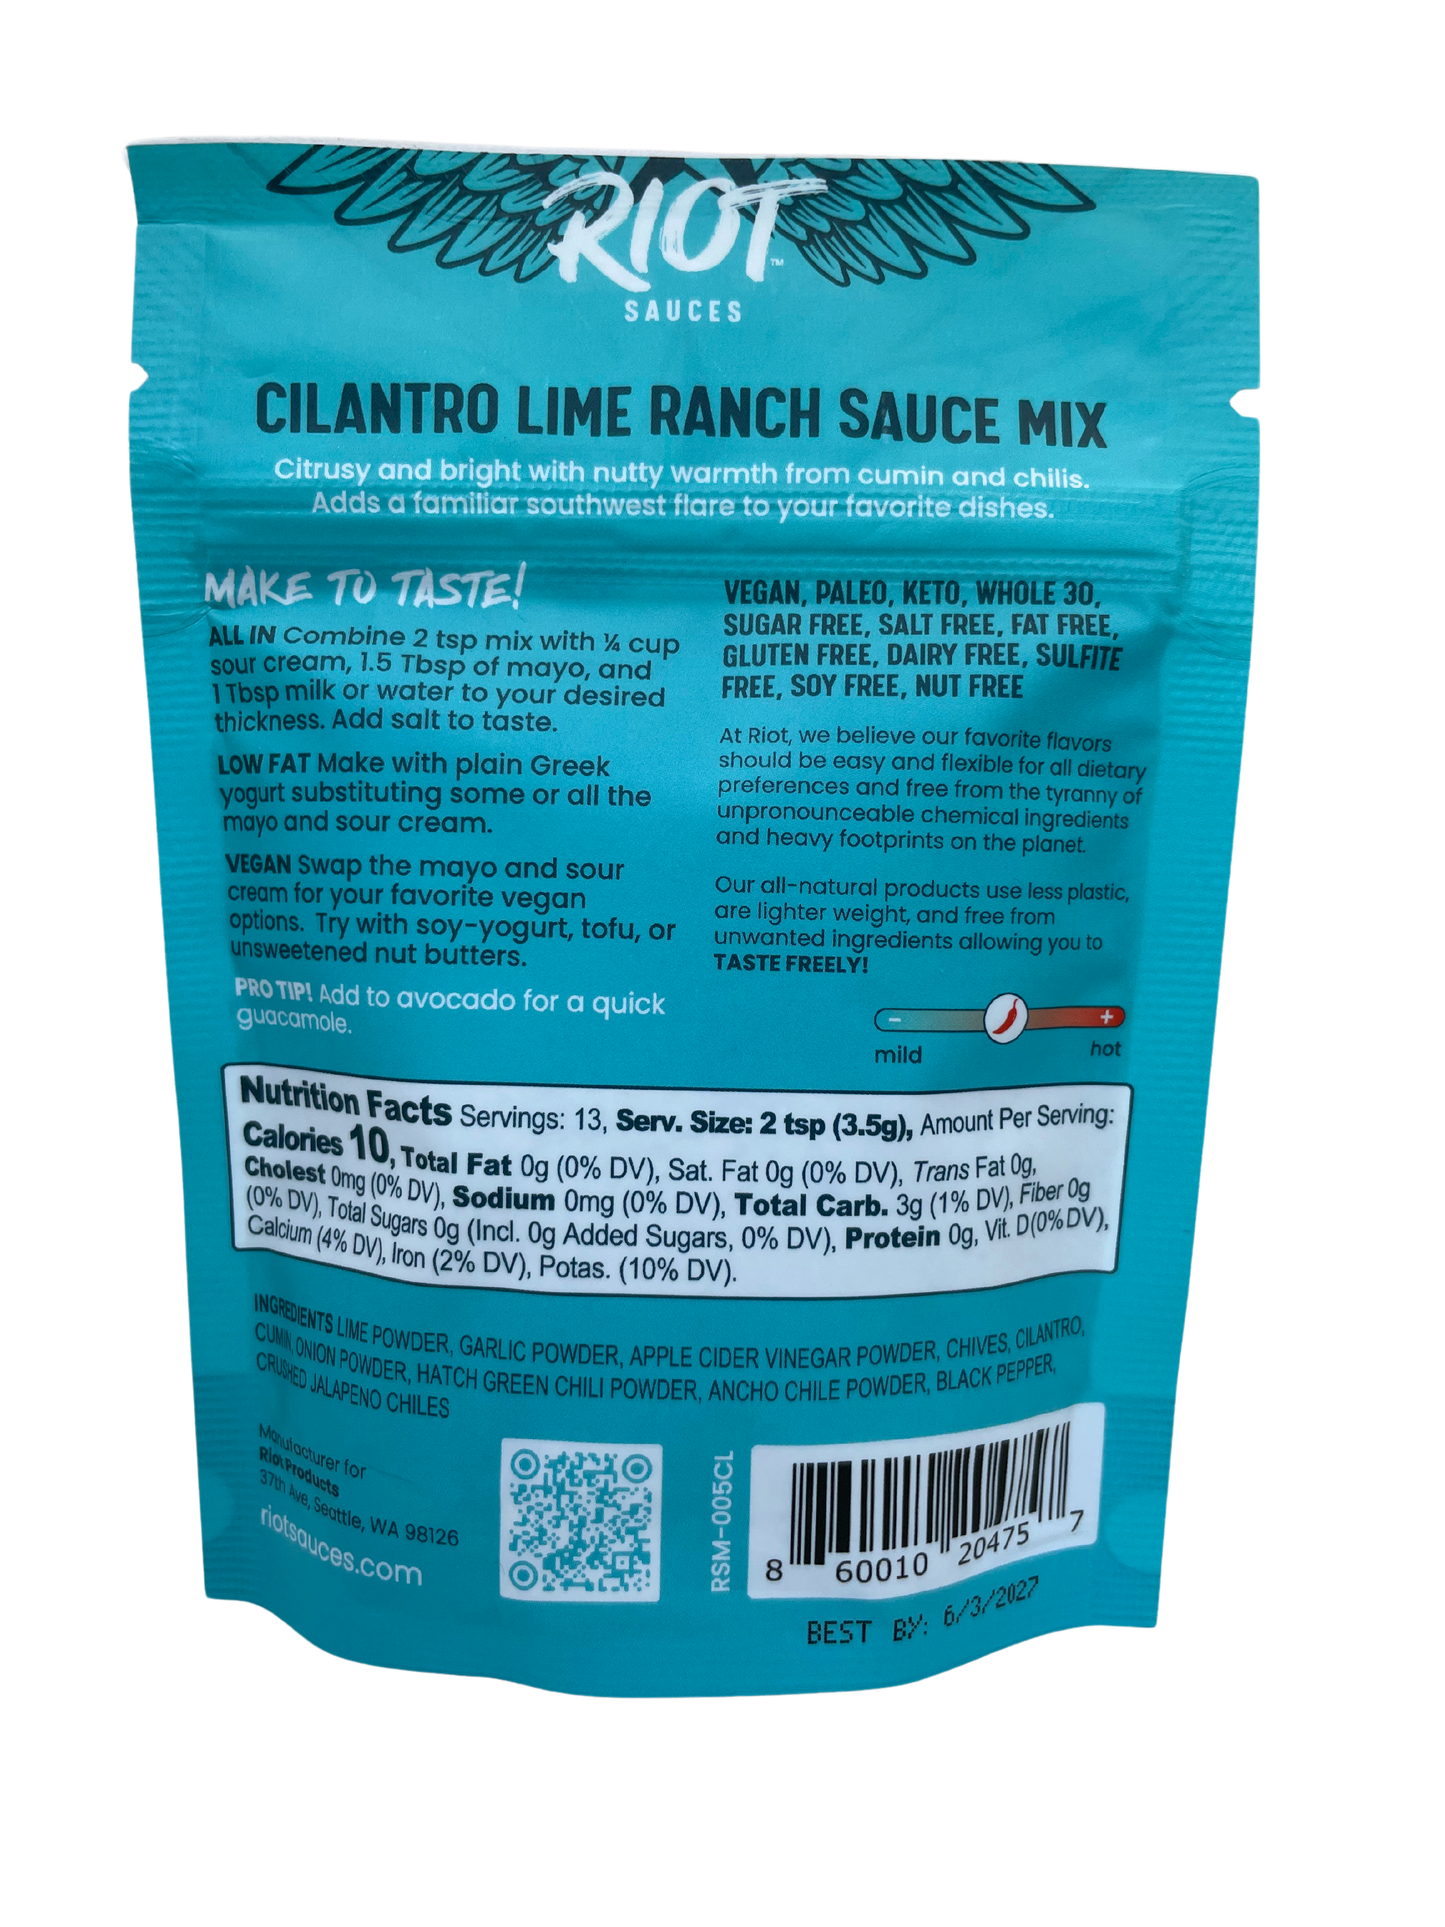 RIOT™
SAUCES
CILANTRO LIME RANCH SAUCE MIX
Citrusy and bright with nutty warmth from cumin and chilis.
Adds a familiar southwest flare to your favorite dishes.
MAKE TO TASTE!
ALL IN Combine 2 tsp mix with ¼ cup
sour cream, 1.5 Tbsp of mayo, and
1 Tbsp milk or water to your desired
thickness. Add salt to taste.
LOW FAT Make with plain Greek
yogurt substituting some or all the
mayo and sour cream.
VEGAN Swap the mayo and sour
cream for your favorite vegan
options. Try with soy-yogurt, tofu, or
unsweetened nut butters.
PRO TIP! Add to avocado for a quick
guacamole.
VEGAN, PALEO, KETO, WHOLE 30,
SUGAR FREE, SALT FREE, FAT FREE,
GLUTEN FREE, DAIRY FREE, SULFITE
FREE, SOY FREE, NUT FREE
At Riot, we believe our favorite flavors
should be easy and flexible for all dietary
preferences and free from the tyranny of
unpronounceable chemical ingredients
and heavy footprints on the planet.
Our all-natural products use less plastic,
are lighter weight, and free from
unwanted ingredients allowing you to
TASTE FREELY!
- +
mild hot
Nutrition Facts Servings: 13, Serv. Size: 2 tsp (3.5g), Amount Per Serving:
Calories 10, Total Fat 0g (0% DV), Sat. Fat 0g (0% DV), Trans Fat 0g,
Cholest 0mg (0% DV), Sodium 0mg (0% DV), Total Carb. 3g (1% DV), Fiber 0g
(0% DV), Total Sugars 0g (Incl. 0g Added Sugars, 0% DV), Protein 0g, Vit. D(0% DV),
Calcium (4% DV), Iron (2% DV), Potas. (10% DV).
INGREDIENTS LIME POWDER, GARLIC POWDER, APPLE CIDER VINEGAR POWDER, CHIVES, CILANTRO,
CUMIN, ONION POWDER, HATCH GREEN CHILI POWDER, ANCHO CHILE POWDER, BLACK PEPPER,
CRUSHED JALAPENO CHILES
Manufacturer for
Riot Products
37th Ave, Seattle, WA 98126
riotsauces.com
RSM-005CL
8 60010 20475 7
BEST BY: 6/3/2027